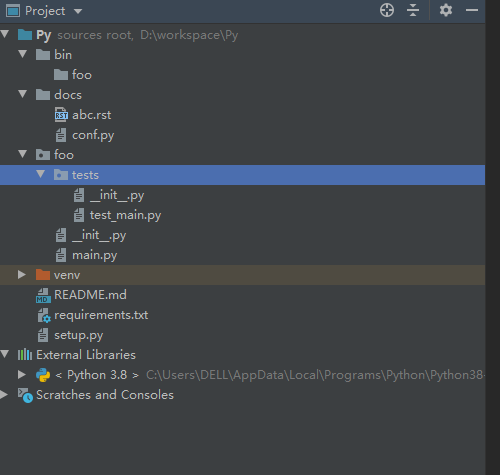 Project
Py sources root, D:\workspace\Py
bin
foo
docs
RST abc.rst
conf.py
foo
tests
__init__.py
test_main.py
__init__.py
main.py
venv
MD README.md
requirements.txt
setup.py
External Libraries
< Python 3.8 > C:\Users\DELL\AppData\Local\Programs\Python\Python38-
Scratches and Consoles